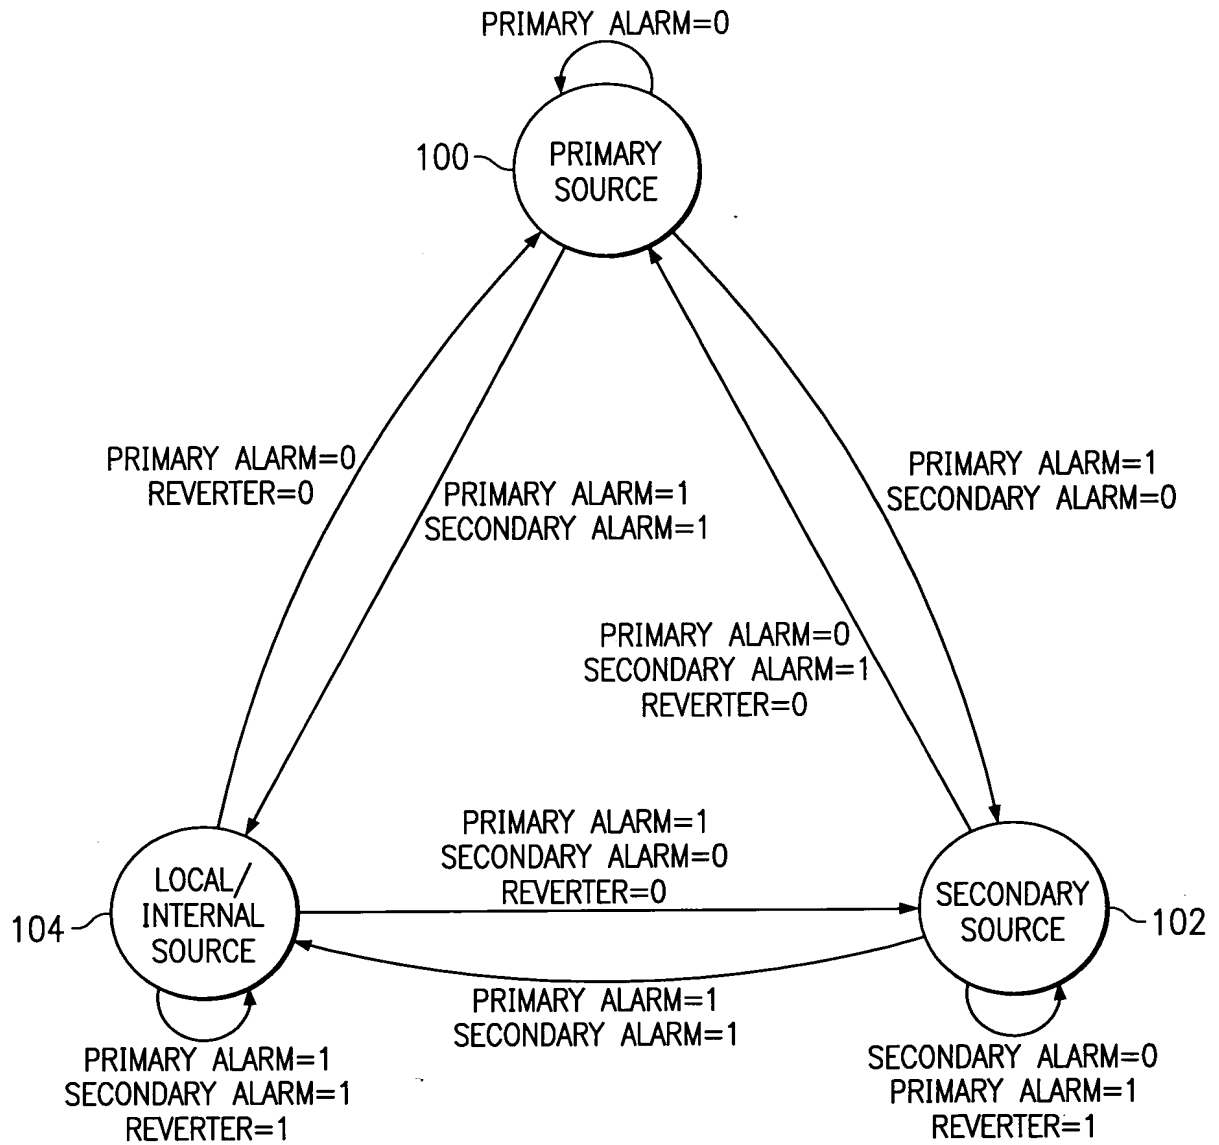 PRIMARY ALARM=0
100
PRIMARY
SOURCE
PRIMARY ALARM=0
REVERTER=0
PRIMARY ALARM=1
SECONDARY ALARM=1
PRIMARY ALARM=1
SECONDARY ALARM=0
PRIMARY ALARM=0
SECONDARY ALARM=1
REVERTER=0
PRIMARY ALARM=1
SECONDARY ALARM=0
REVERTER=0
104
LOCAL/
INTERNAL
SOURCE
SECONDARY
SOURCE
102
PRIMARY ALARM=1
SECONDARY ALARM=1
PRIMARY ALARM=1
SECONDARY ALARM=1
REVERTER=1
SECONDARY ALARM=0
PRIMARY ALARM=1
REVERTER=1